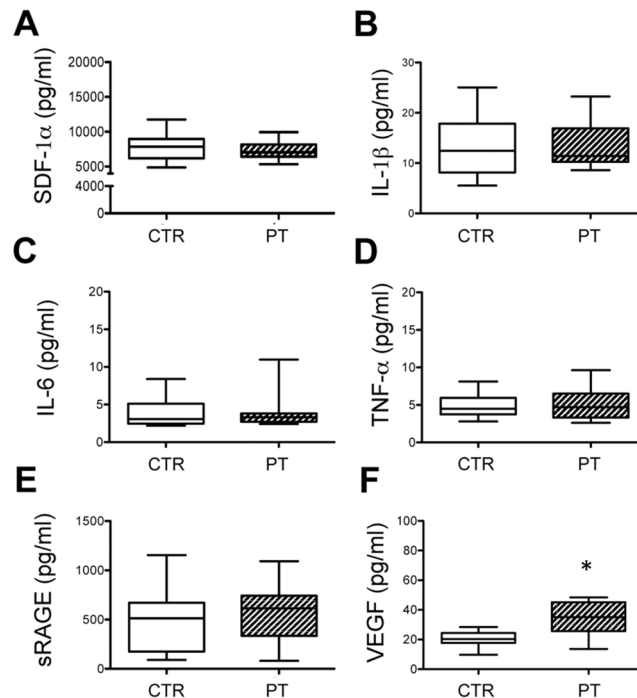 A
SDF-1α (pg/ml)
20000
15000
10000
5000
4000
0
CTR PT
B
IL-1β (pg/ml)
30
20
10
0
CTR PT
C
IL-6 (pg/ml)
20
15
10
5
0
CTR PT
D
TNF-α (pg/ml)
20
15
10
5
0
CTR PT
E
sRAGE (pg/ml)
1500
1000
500
0
CTR PT
F
VEGF (pg/ml)
100
80
60
40
20
0
*
CTR PT